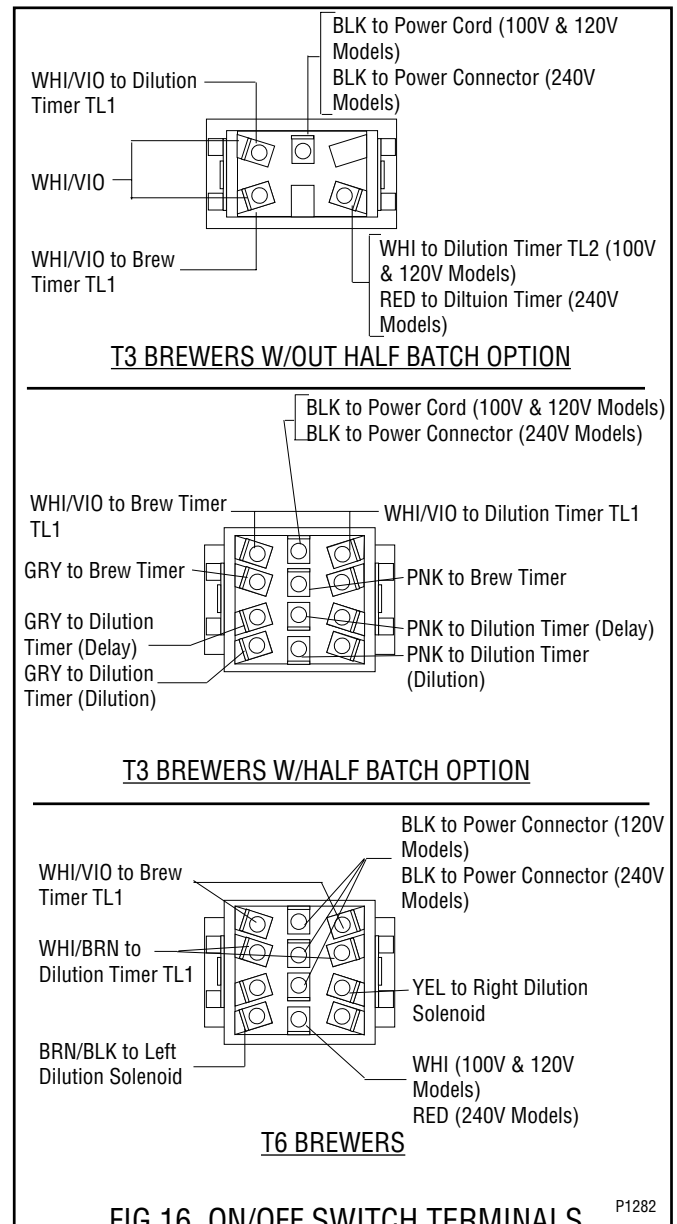 BLK to Power Cord (100V & 120V
Models)
BLK to Power Connector (240V
Models)
WHI/VIO to Dilution
Timer TL1
WHI/VIO
WHI/VIO to Brew
Timer TL1
WHI to Dilution Timer TL2 (100V
& 120V Models)
RED to Diltuion Timer (240V
Models)
T3 BREWERS W/OUT HALF BATCH OPTION
BLK to Power Cord (100V & 120V Models)
BLK to Power Connector (240V Models)
WHI/VIO to Brew Timer
TL1
WHI/VIO to Dilution Timer TL1
GRY to Brew Timer
PNK to Brew Timer
GRY to Dilution
Timer (Delay)
PNK to Dilution Timer (Delay)
GRY to Dilution
Timer (Dilution)
PNK to Dilution Timer
(Dilution)
T3 BREWERS W/HALF BATCH OPTION
BLK to Power Connector (120V
Models)
BLK to Power Connector (240V
Models)
WHI/VIO to Brew
Timer TL1
WHI/BRN to
Dilution Timer TL1
YEL to Right Dilution
Solenoid
BRN/BLK to Left
Dilution Solenoid
WHI (100V & 120V
Models)
RED (240V Models)
T6 BREWERS
P1282
FIG 16 ON/OFF SWITCH TERMINALS